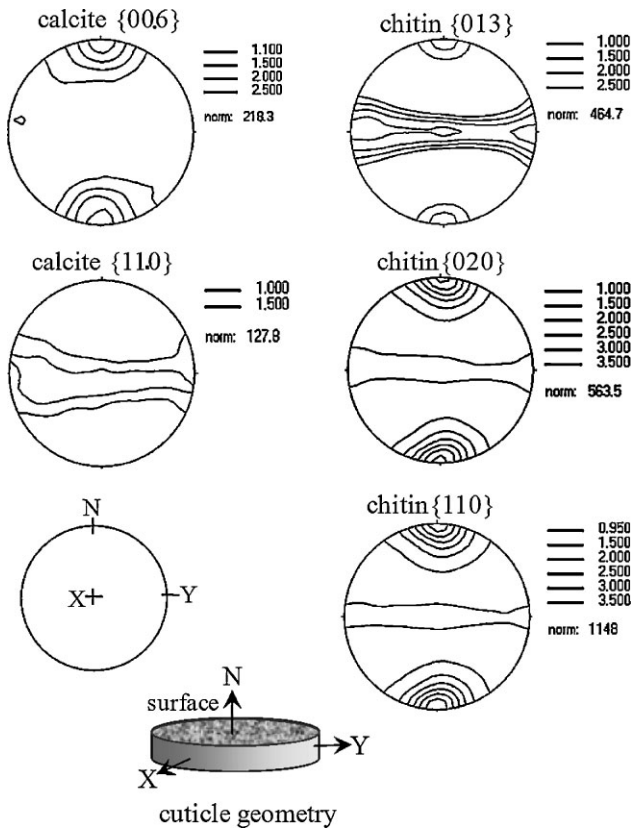 calcite {00.6}
1.100
1.500
2.000
2.500
norm: 218.3
chitin {013}
1.000
1.500
2.000
2.500
norm: 464.7
calcite {11.0}
1.000
1.500
norm: 127.8
chitin{020}
1.000
1.500
2.000
2.500
3.000
3.500
norm: 563.5
N
X
Y
chitin{110}
0.950
1.500
2.000
2.500
3.000
3.500
norm: 1148
N
surface
Y
X
cuticle geometry